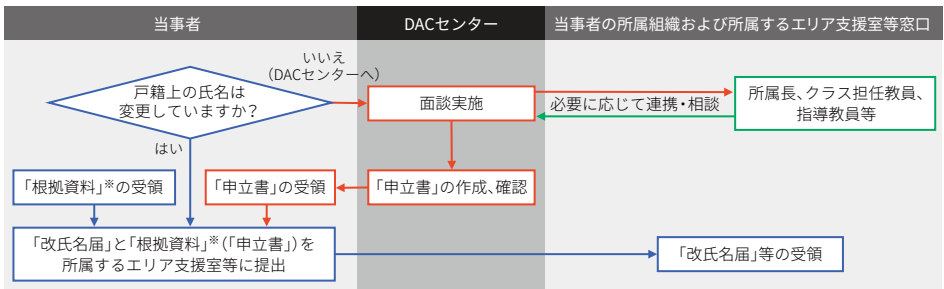 当事者
DACセンター
当事者の所属組織および所属するエリア支援室等窓口
いいえ
（DACセンターへ）
戸籍上の氏名は
変更していますか？
面談実施
必要に応じて連携・相談
所属長、クラス担任教員、
指導教員等
はい
「根拠資料」※の受領
「申立書」の受領
「申立書」の作成、確認
「改氏名届」と「根拠資料」※（「申立書」）を
所属するエリア支援室等に提出
「改氏名届」等の受領